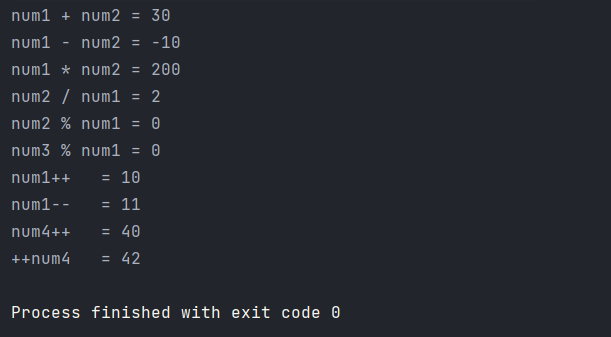 num1 + num2 = 30
num1 - num2 = -10
num1 * num2 = 200
num2 / num1 = 2
num2 % num1 = 0
num3 % num1 = 0
num1++   = 10
num1--   = 11
num4++   = 40
++num4   = 42
Process finished with exit code 0